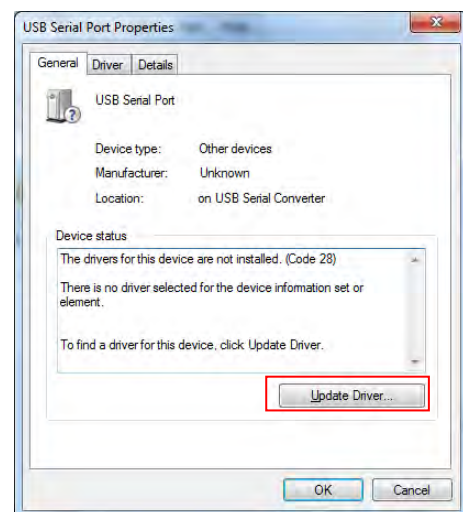 USB Serial Port Properties
General Driver Details
USB Serial Port
Device type: Other devices
Manufacturer: Unknown
Location: on USB Serial Converter
Device status
The drivers for this device are not installed. (Code 28)
There is no driver selected for the device information set or
element.
To find a driver for this device, click Update Driver.
Update Driver...
OK Cancel